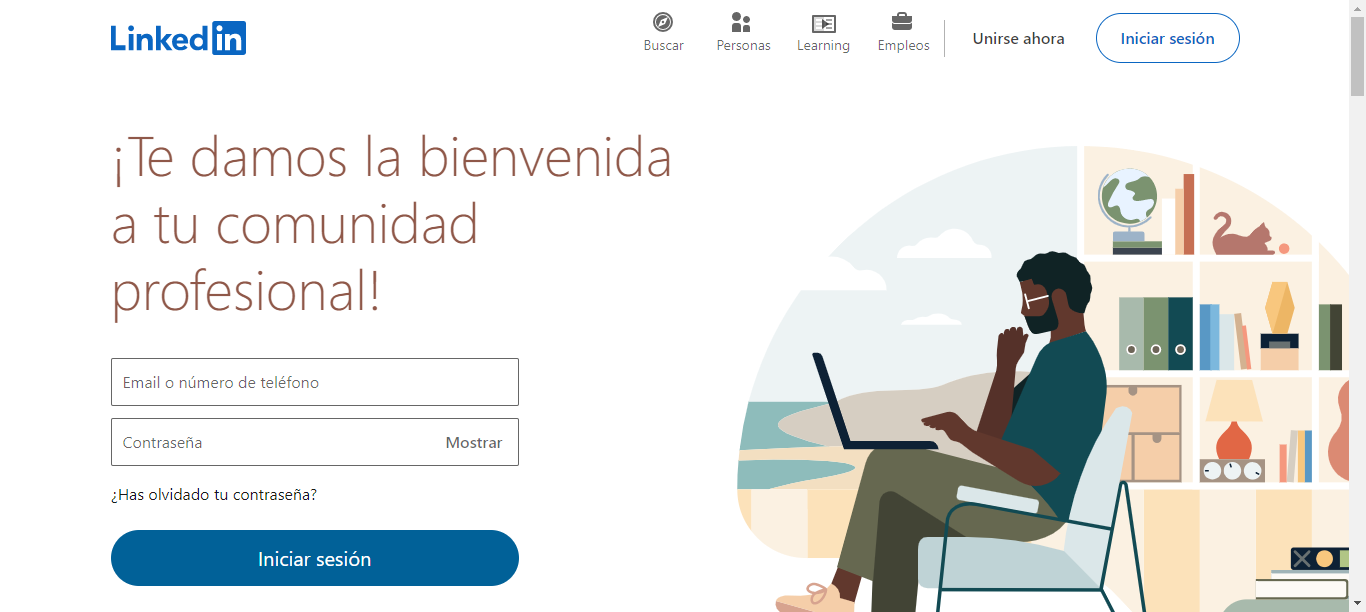 LinkedIn
Buscar
Personas
Learning
Empleos
Unirse ahora
Iniciar sesión
¡Te damos la bienvenida
a tu comunidad
profesional!
Email o número de teléfono
Contraseña
Mostrar
¿Has olvidado tu contraseña?
Iniciar sesión